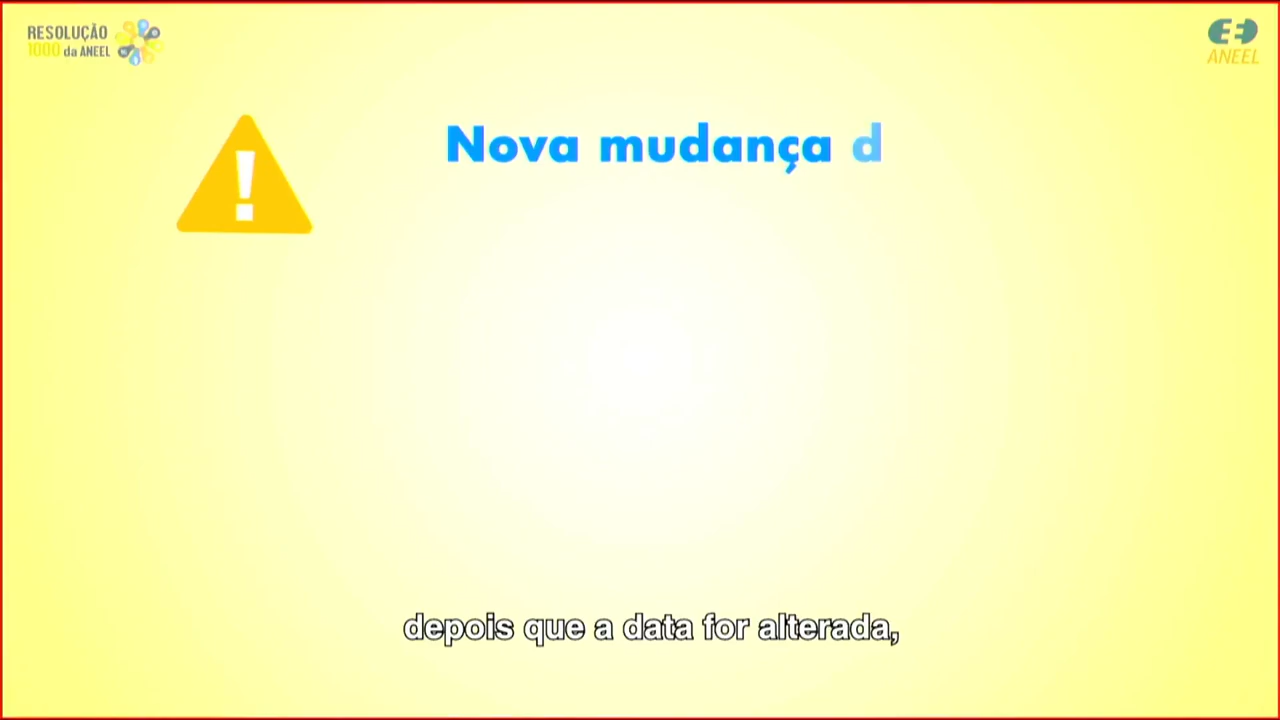 RESOLUÇÃO
1000 da ANEEL
ANEEL
Nova mudança d
depois que a data for alterada,